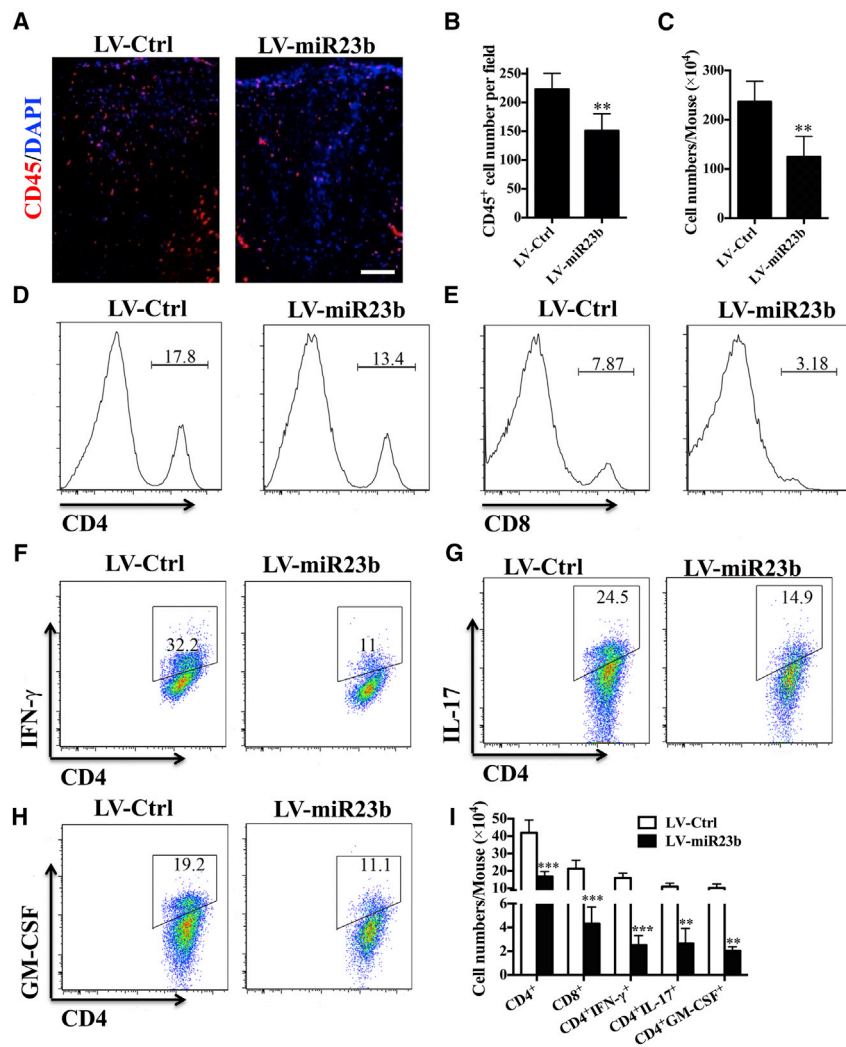 A
LV-Ctrl
LV-miR23b
CD45/DAPI
B
CD45+ cell number per field
250
200
150
100
50
0
**
LV-Ctrl
LV-miR23b
C
Cell numbers/Mouse (×10⁴)
300
200
100
0
**
LV-Ctrl
LV-miR23b
D
LV-Ctrl
LV-miR23b
17.8
13.4
CD4
E
LV-Ctrl
LV-miR23b
7.87
3.18
CD8
F
LV-Ctrl
LV-miR23b
32.2
11
IFN-γ
CD4
G
LV-Ctrl
LV-miR23b
24.5
14.9
IL-17
CD4
H
LV-Ctrl
LV-miR23b
19.2
11.1
GM-CSF
CD4
I
Cell numbers/Mouse (×10⁴)
50
40
30
20
10
6
4
2
0
LV-Ctrl
LV-miR23b
***
***
***
**
**
CD4⁺
CD8⁺
CD4⁺IFN-γ⁺
CD4⁺IL-17⁺
CD4⁺GM-CSF⁺